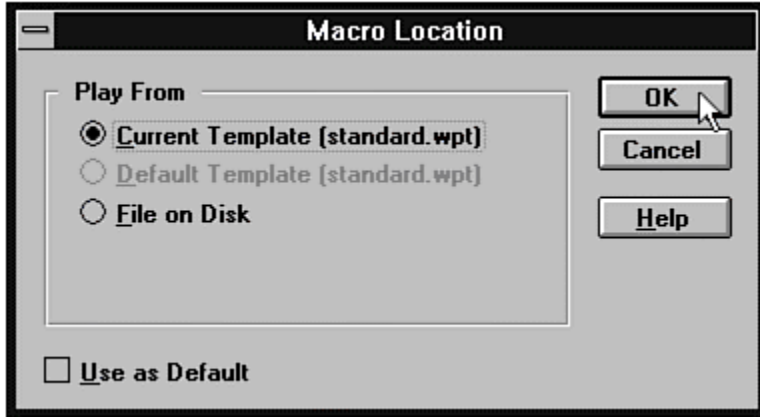 Macro Location
Play From
Current Template (standard.wpt)
Default Template (standard.wpt)
File on Disk
Use as Default
OK
Cancel
Help